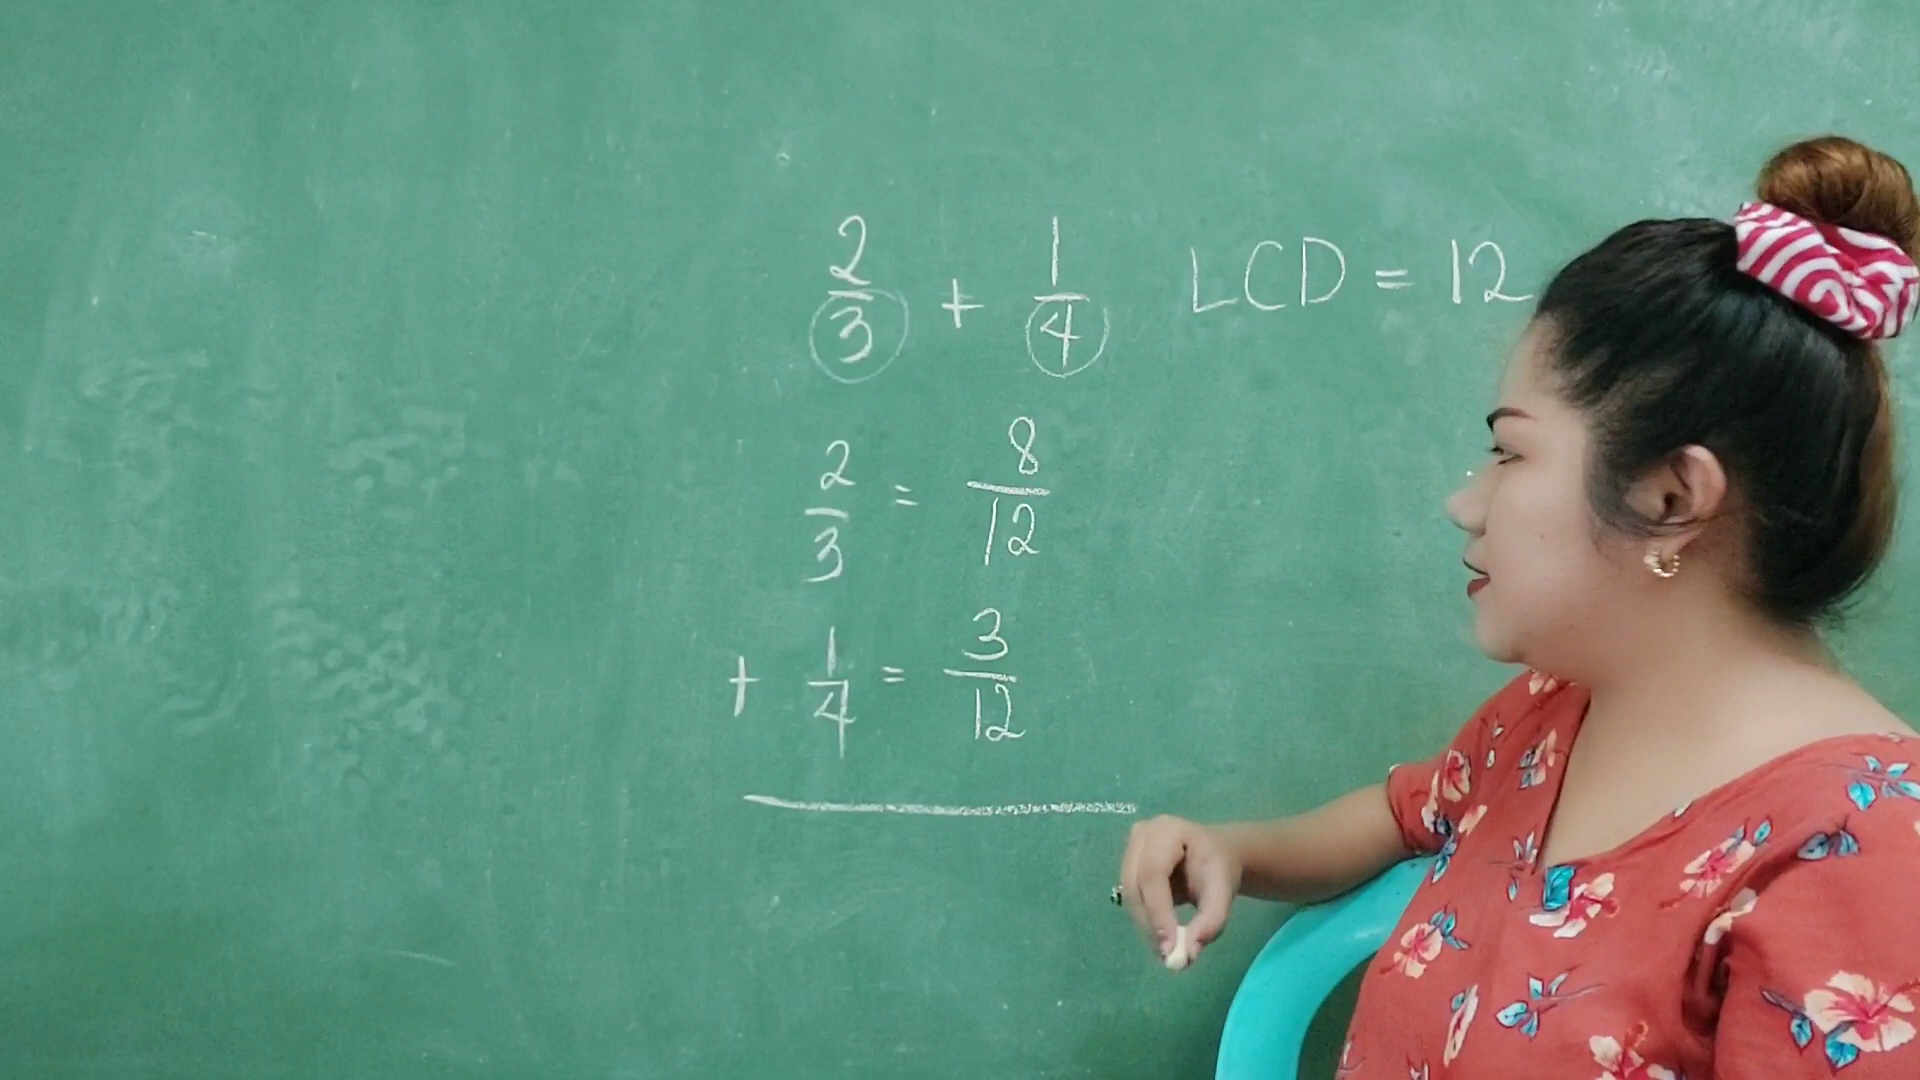 2/3 + 1/4 LCD = 12
2/3 = 8/12
+ 1/4 = 3/12